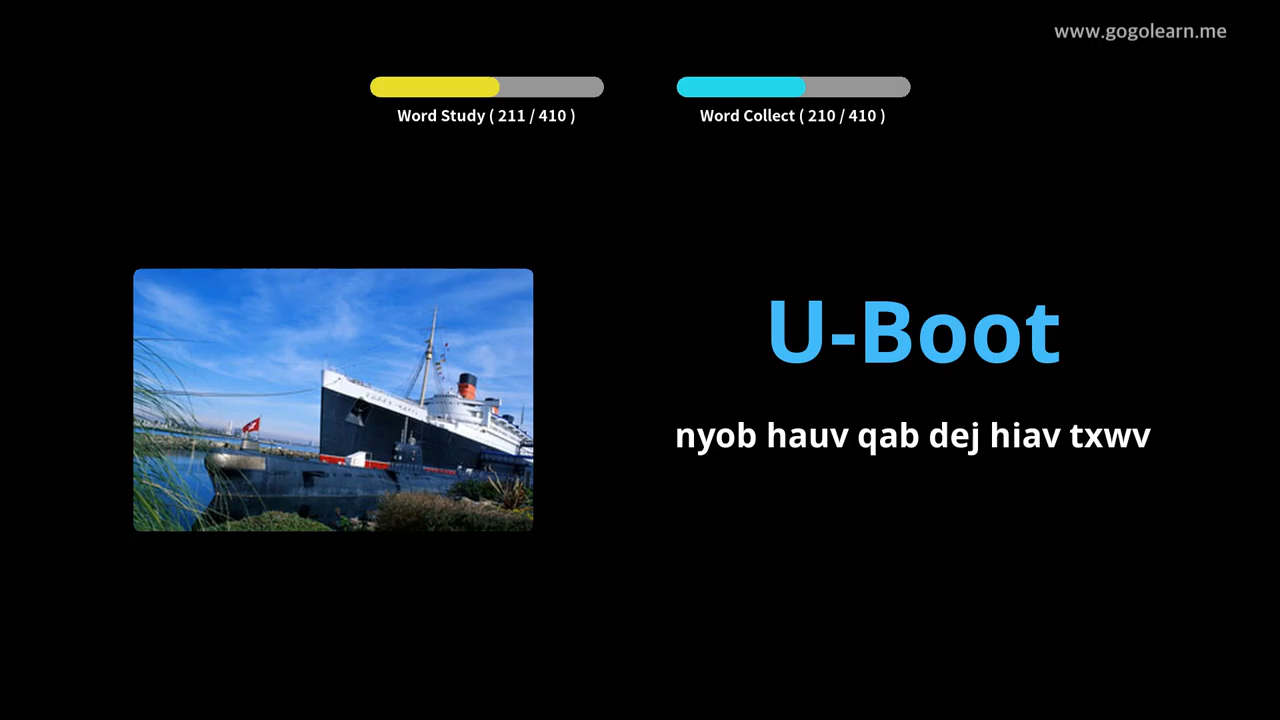 www.gogolearn.me
Word Study ( 211 / 410 )
Word Collect ( 210 / 410 )
U-Boot
nyob hauv qab dej hiav txwv